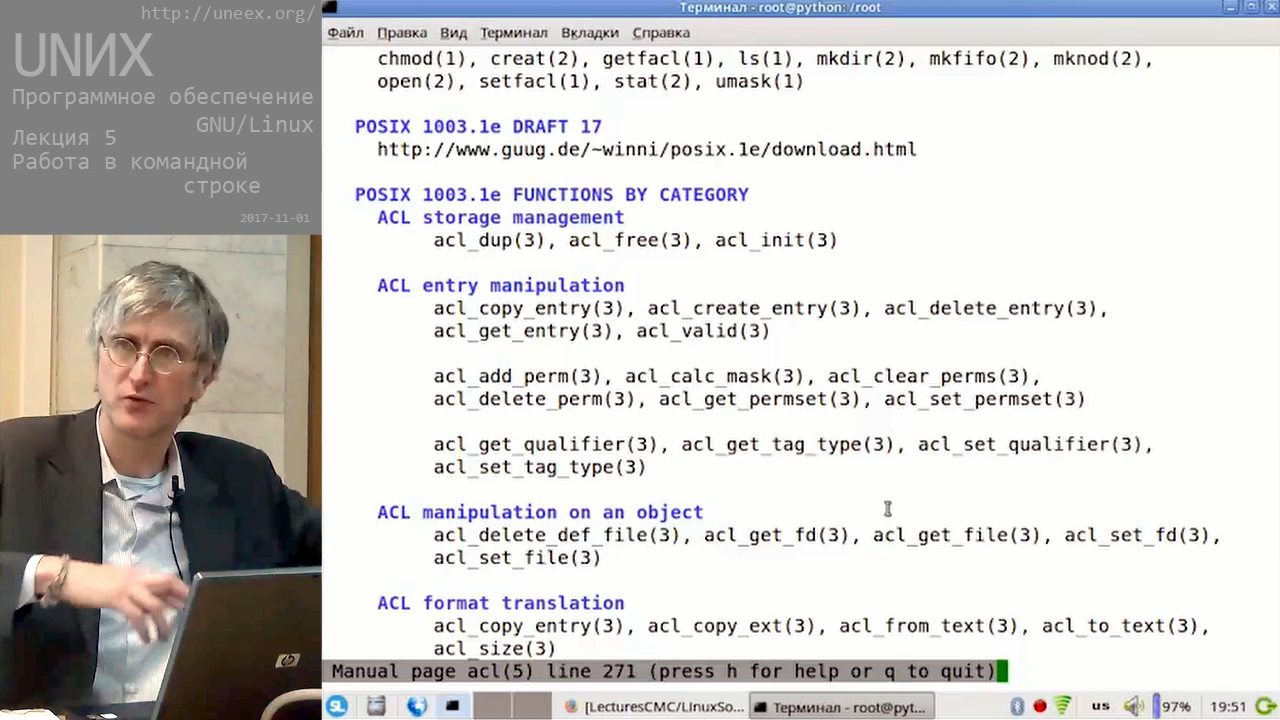 http://uneex.org/
UNИX
Программное обеспечение
GNU/Linux
Лекция 5
Работа в командной
строке
2017-11-01
Терминал - root@python: /root
Файл Правка Вид Терминал Вкладки Справка
chmod(1), creat(2), getfacl(1), ls(1), mkdir(2), mkfifo(2), mknod(2),
open(2), setfacl(1), stat(2), umask(1)
POSIX 1003.1e DRAFT 17
http://www.guug.de/~winni/posix.1e/download.html
POSIX 1003.1e FUNCTIONS BY CATEGORY
ACL storage management
acl_dup(3), acl_free(3), acl_init(3)
ACL entry manipulation
acl_copy_entry(3), acl_create_entry(3), acl_delete_entry(3),
acl_get_entry(3), acl_valid(3)
acl_add_perm(3), acl_calc_mask(3), acl_clear_perms(3),
acl_delete_perm(3), acl_get_permset(3), acl_set_permset(3)
acl_get_qualifier(3), acl_get_tag_type(3), acl_set_qualifier(3),
acl_set_tag_type(3)
ACL manipulation on an object
acl_delete_def_file(3), acl_get_fd(3), acl_get_file(3), acl_set_fd(3),
acl_set_file(3)
ACL format translation
acl_copy_entry(3), acl_copy_ext(3), acl_from_text(3), acl_to_text(3),
acl_size(3)
Manual page acl(5) line 271 (press h for help or q to quit)
SL [LecturesCMC/LinuxSo... Терминал - root@pyt... us 97% 19:51
hp